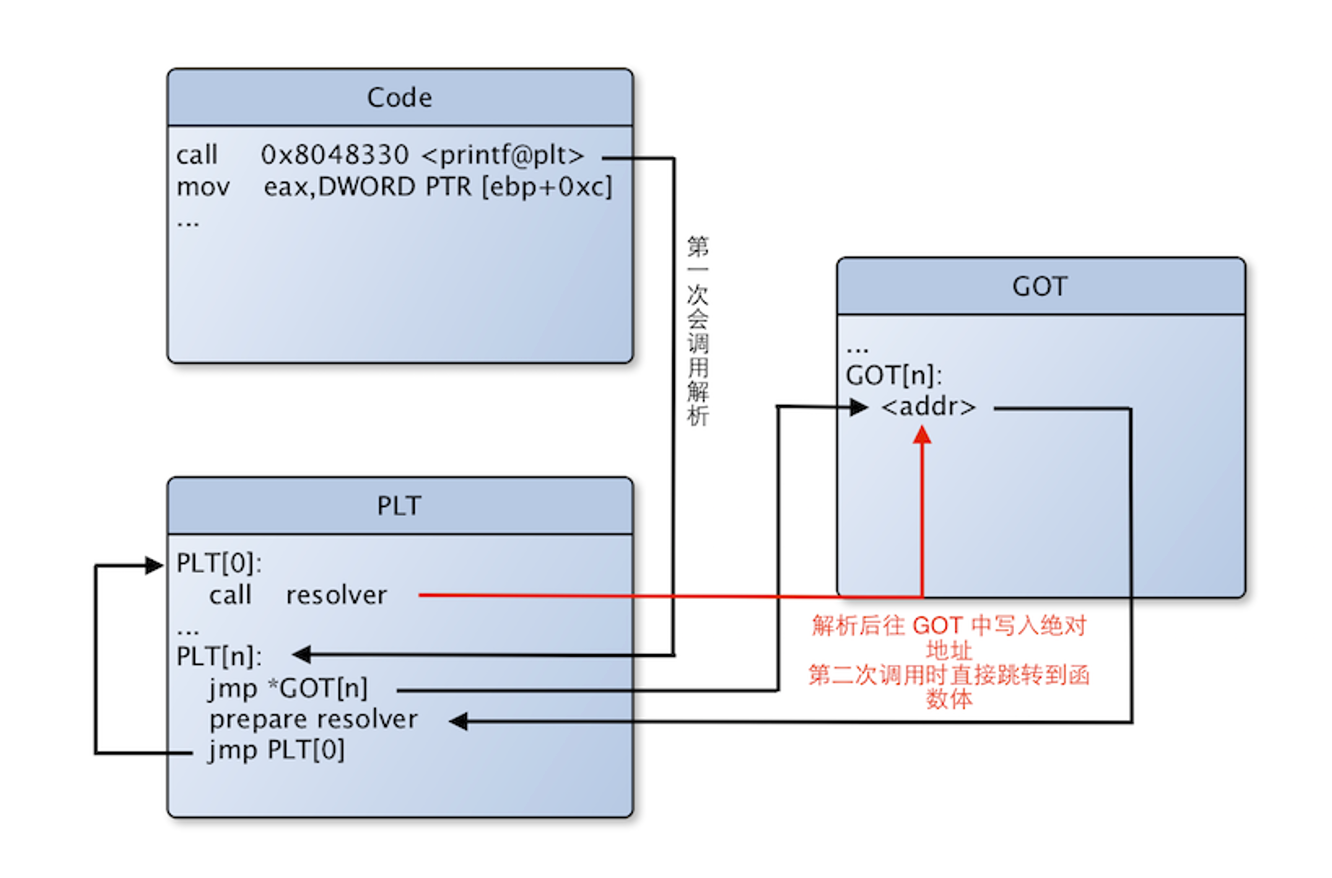 Code
call 0x8048330 <printf@plt>
mov eax,DWORD PTR [ebp+0xc]
...
第一次会调用解析
GOT
...
GOT[n]:
<addr>
PLT
PLT[0]:
call resolver
...
PLT[n]:
jmp *GOT[n]
prepare resolver
jmp PLT[0]
解析后往 GOT 中写入绝对
地址
第二次调用时直接跳转到函
数体